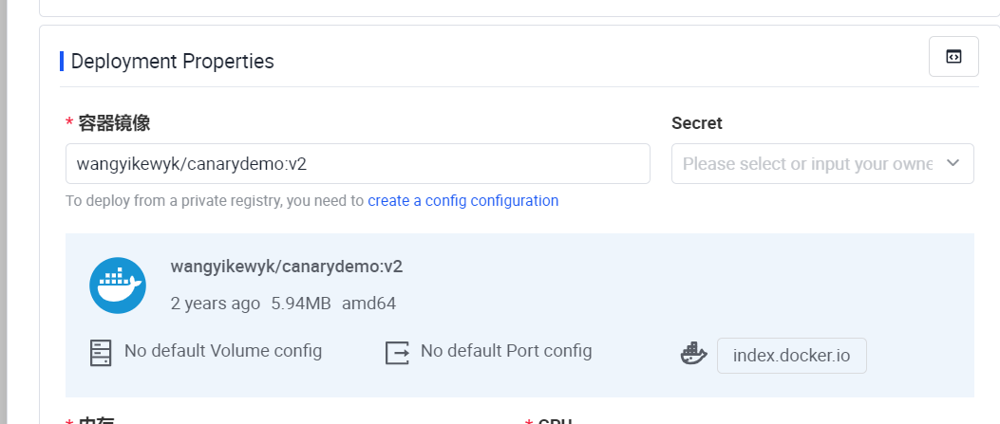 Deployment Properties
* 容器镜像
Secret
wangyikewyk/canarydemo:v2
Please select or input your owne
To deploy from a private registry, you need to create a config configuration
wangyikewyk/canarydemo:v2
2 years ago 5.94MB amd64
No default Volume config
No default Port config
index.docker.io
* 内存
* CPU